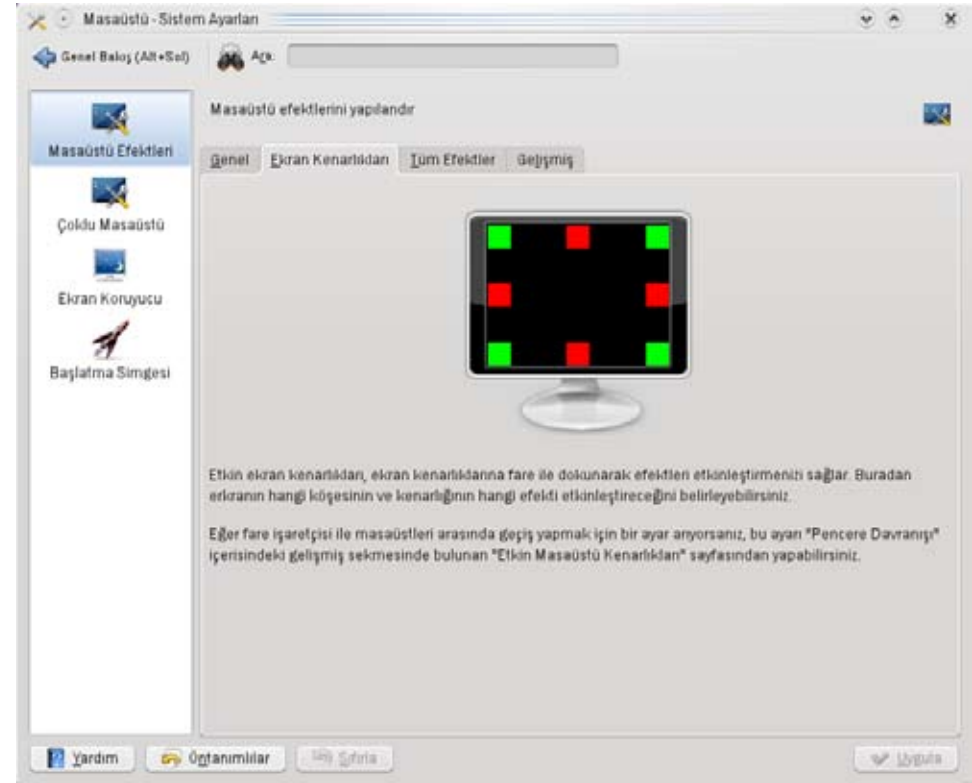 Masaüstü - Sistem Ayarları
Genel Bakış (Alt+Sol)
Ara:
Masaüstü efektlerini yapılandır
Masaüstü Efektleri
Çoklu Masaüstü
Ekran Koruyucu
Başlatma Simgesi
Genel
Ekran Kenarlıkları
Tüm Efektler
Gelişmiş
Etkin ekran kenarlıkları, ekran kenarlıklarına fare ile dokunarak efektleri etkinleştirmenizi sağlar. Buradan
erkranın hangi köşesinin ve kenarlığının hangi efekti etkinleştireceğini belirleyebilirsiniz.
Eğer fare işaretçisi ile masaüstleri arasında geçiş yapmak için bir ayar arıyorsanız, bu ayarı "Pencere Davranışı"
içerisindeki gelişmiş sekmesinde bulunan "Etkin Masaüstü Kenarlıkları" sayfasından yapabilirsiniz.
Yardım
Öntanımlılar
Sıfırla
Uygula